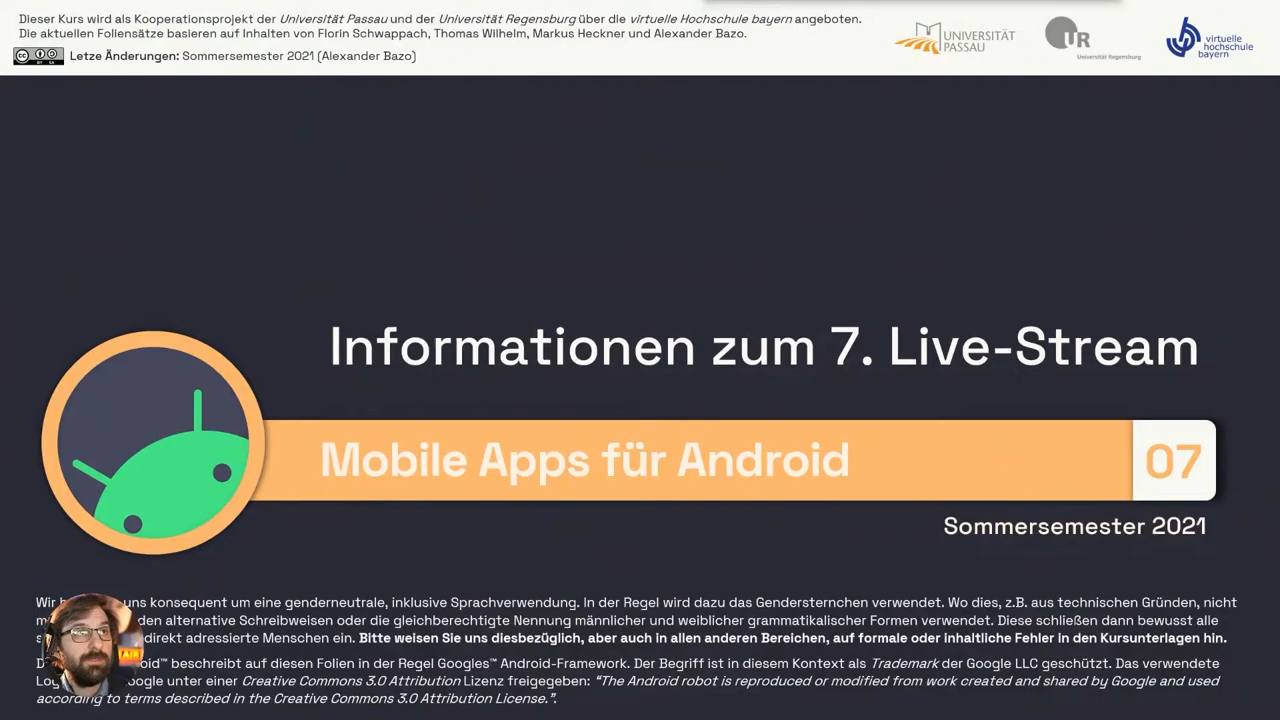 Dieser Kurs wird als Kooperationsprojekt der Universität Passau und der Universität Regensburg über die virtuelle Hochschule bayern angeboten.
Die aktuellen Foliensätze basieren auf Inhalten von Florin Schwappach, Thomas Wilhelm, Markus Heckner und Alexander Bazo.
Letze Änderungen: Sommersemester 2021 (Alexander Bazo)
UNIVERSITÄT
PASSAU
UR
Universität Regensburg
virtuelle
hochschule
bayern
Informationen zum 7. Live-Stream
Mobile Apps für Android
07
Sommersemester 2021
Wir uns konsequent um eine genderneutrale, inklusive Sprachverwendung. In der Regel wird dazu das Gendersternchen verwendet. Wo dies, z.B. aus technischen Gründen, nicht
den alternative Schreibweisen oder die gleichberechtigte Nennung männlicher und weiblicher grammatikalischer Formen verwendet. Diese schließen dann bewusst alle
direkt adressierte Menschen ein. Bitte weisen Sie uns diesbezüglich, aber auch in allen anderen Bereichen, auf formale oder inhaltliche Fehler in den Kursunterlagen hin.
oid™ beschreibt auf diesen Folien in der Regel Googles™ Android-Framework. Der Begriff ist in diesem Kontext als Trademark der Google LLC geschützt. Das verwendete
Log oogle unter einer Creative Commons 3.0 Attribution Lizenz freigegeben: “The Android robot is reproduced or modified from work created and shared by Google and used
according to terms described in the Creative Commons 3.0 Attribution License.”.